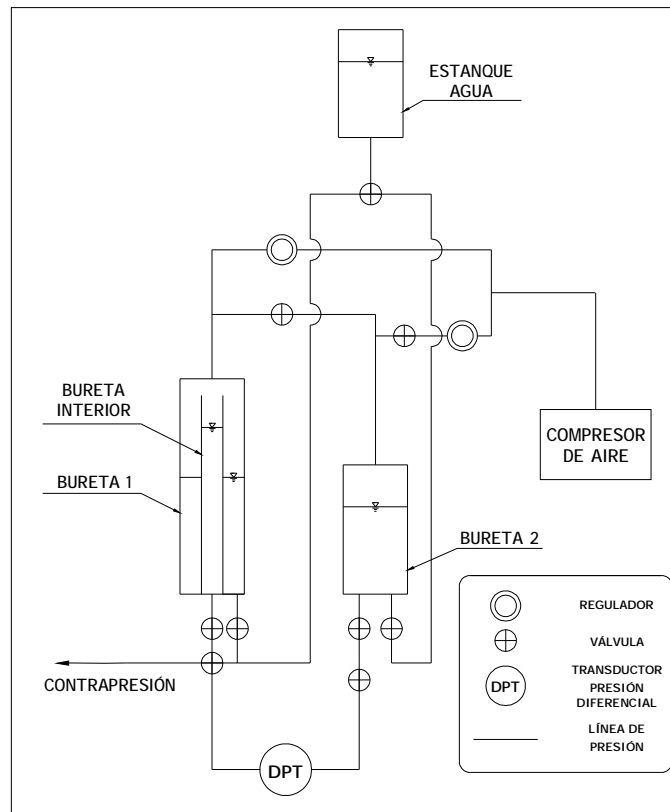 ESTANQUE
AGUA
BURETA
INTERIOR
BURETA 1
COMPRESOR
DE AIRE
BURETA 2
CONTRAPRESIÓN
DPT
REGULADOR
VÁLVULA
DPT
TRANSDUCTOR
PRESIÓN
DIFERENCIAL
LÍNEA DE
PRESIÓN